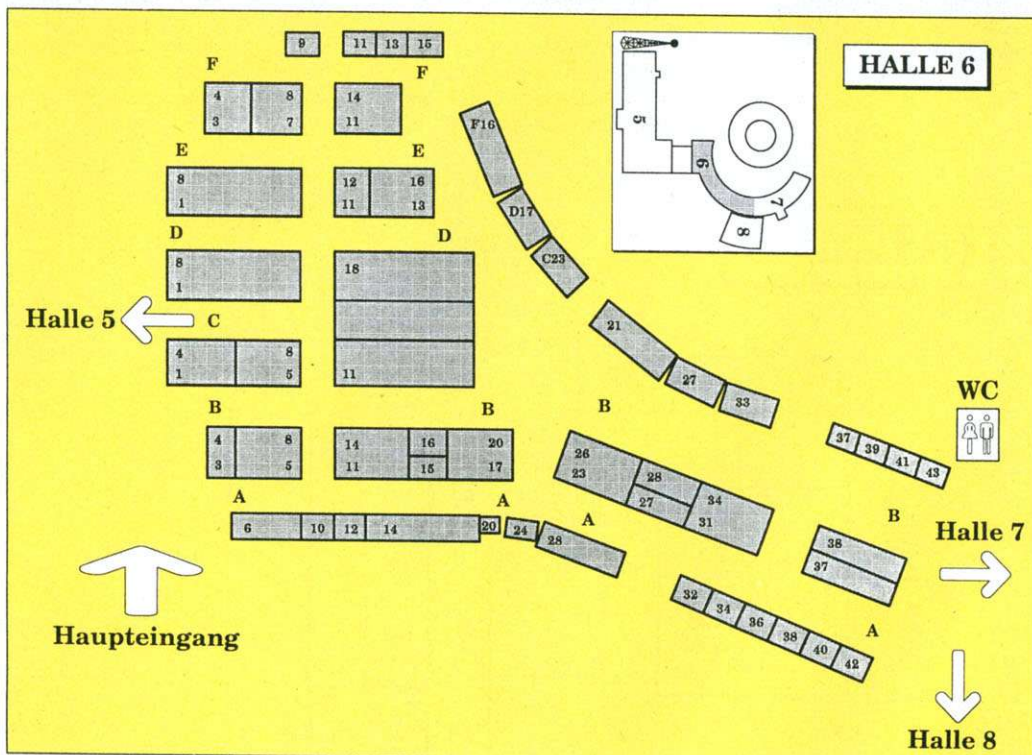 HALLE 6
9 11 13 15
F F
4 8 14
3 7 11
F16
5
6
7
8
E E
8 12 16
1 11 13
D17
D D
C23
8 18
1
Halle 5 C
21
4 8
1 5 11
27
33
WC
B B B
37 39 41 43
4 8 14 16 20
3 5 11 15 17
26 28 34
23 27 31
A A A B
6 10 12 14 20 24 28
38
37
Halle 7
32 34 36 38 40 42
A
Haupteingang
Halle 8